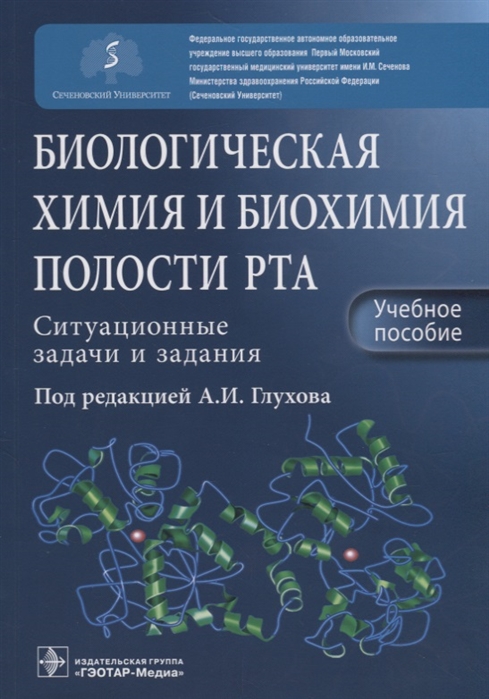 Сеченовский Университет
Федеральное государственное автономное образовательное
учреждение высшего образования Первый Московский
государственный медицинский университет имени И.М. Сеченова
Министерства здравоохранения Российской Федерации
(Сеченовский Университет)
БИОЛОГИЧЕСКАЯ
ХИМИЯ И БИОХИМИЯ
ПОЛОСТИ РТА
Учебное
пособие
Ситуационные
задачи и задания
Под редакцией А.И. Глухова
ИЗДАТЕЛЬСКАЯ ГРУППА
«ГЭОТАР-Медиа»